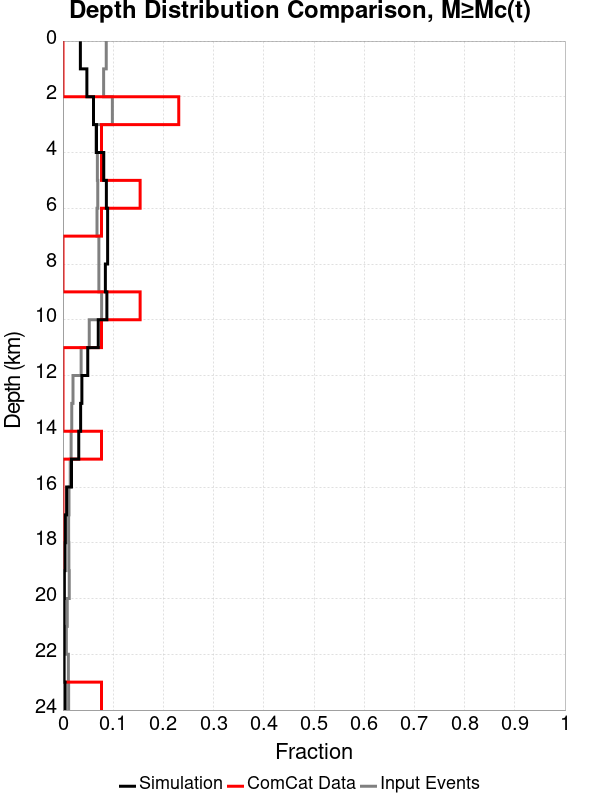 Depth Distribution Comparison, M≥Mc(t)
0
2
4
6
8
10
12
14
16
18
20
22
24
Depth (km)
0 0.1 0.2 0.3 0.4 0.5 0.6 0.7 0.8 0.9 1
Fraction
Simulation ComCat Data Input Events